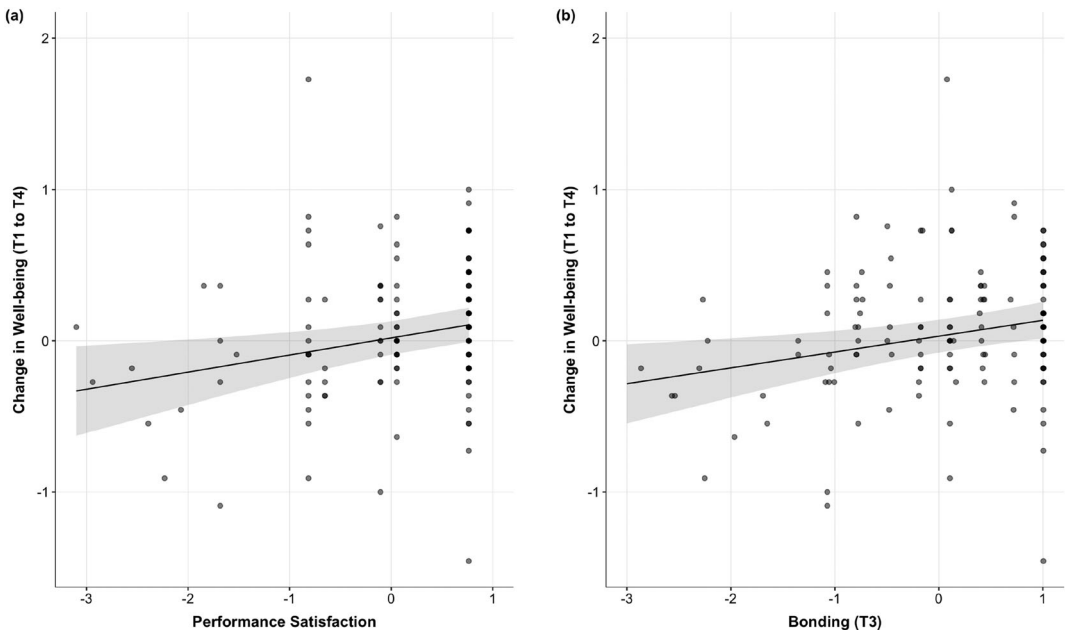 (a)
2
1
0
-1
Change in Well-being (T1 to T4)
-3 -2 -1 0 1
Performance Satisfaction
(b)
2
1
0
-1
Change in Well-being (T1 to T4)
-3 -2 -1 0 1
Bonding (T3)